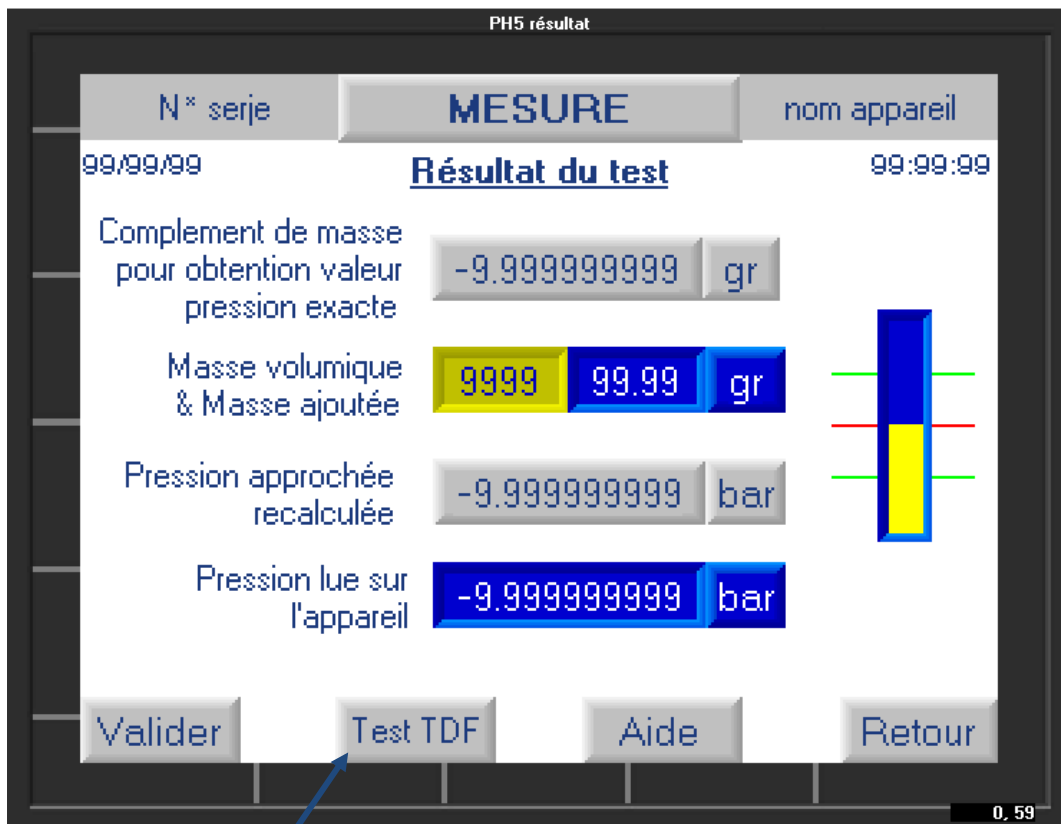 PH5 résultat
N* serje
MESURE
nom appareil
99/99/99
Résultat du test
99:99:99
Complement de masse
pour obtention valeur
pression exacte
-9.999999999 gr
Masse volumique
& Masse ajoutée
9999 99.99 gr
Pression approchée
recalculée
-9.999999999 bar
Pression lue sur
l'appareil
-9.999999999 bar
Valider
Test TDF
Aide
Retour
0, 59